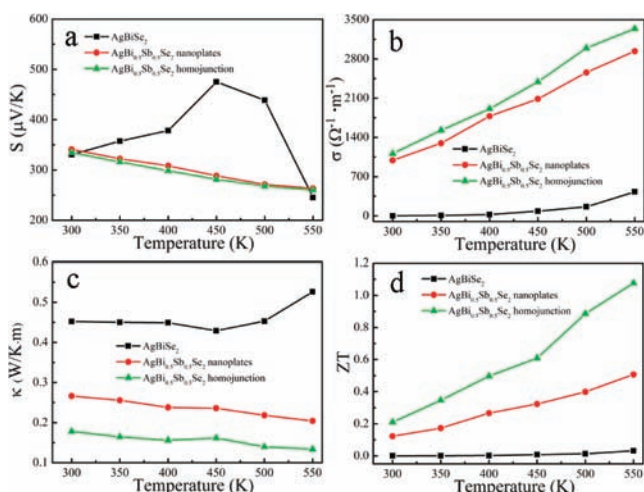 a
AgBiSe₂
AgBi₀.₅Sb₀.₅Se₂ nanoplates
AgBi₀.₅Sb₀.₅Se₂ homojunction
S (μV/K)
600
500
400
300
200
300 350 400 450 500 550
Temperature (K)
b
σ (Ω⁻¹·m⁻¹)
3500
2800
2100
1400
700
0
AgBiSe₂
AgBi₀.₅Sb₀.₅Se₂ nanoplates
AgBi₀.₅Sb₀.₅Se₂ homojunction
300 350 400 450 500 550
Temperature (K)
c
κ (W/K·m)
0.6
0.5
0.4
0.3
0.2
0.1
AgBiSe₂
AgBi₀.₅Sb₀.₅Se₂ nanoplates
AgBi₀.₅Sb₀.₅Se₂ homojunction
300 350 400 450 500 550
Temperature (K)
d
AgBiSe₂
AgBi₀.₅Sb₀.₅Se₂ nanoplates
AgBi₀.₅Sb₀.₅Se₂ homojunction
ZT
1.2
1.0
0.8
0.6
0.4
0.2
0.0
300 350 400 450 500 550
Temperature (K)